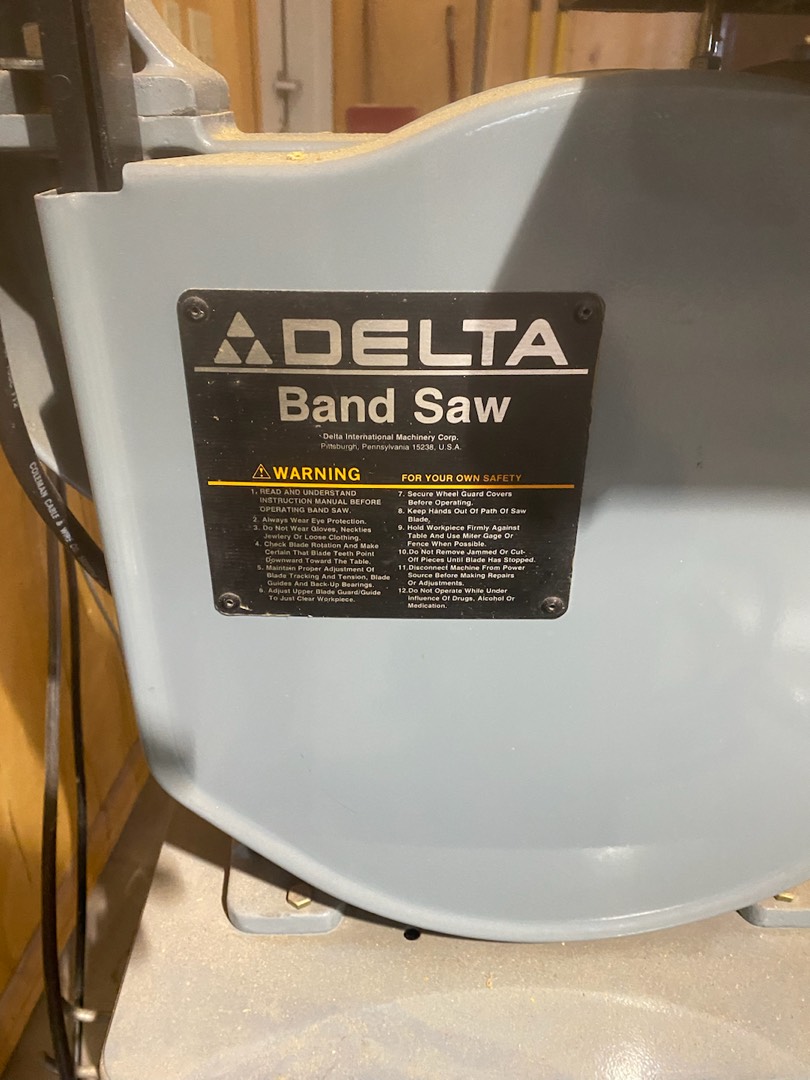 DELTA
Band Saw
Delta International Machinery Corp.
Pittsburgh, Pennsylvania 15238, U.S.A.
WARNING
FOR YOUR OWN SAFETY
1. READ AND UNDERSTAND
INSTRUCTION MANUAL BEFORE
OPERATING BAND SAW.
2. Always Wear Eye Protection.
3. Do Not Wear Gloves, Neckties
Jewlery Or Loose Clothing.
4. Check Blade Rotation And Make
Certain That Blade Teeth Point
Downward Toward The Table.
5. Maintain Proper Adjustment Of
Blade Tracking And Tension, Blade
Guides And Back-Up Bearings.
6. Adjust Upper Blade Guard/Guide
To Just Clear Workpiece.
7. Secure Wheel Guard Covers
Before Operating.
8. Keep Hands Out Of Path Of Saw
Blade.
9. Hold Workpiece Firmly Against
Table And Use Miter Gage Or
Fence When Possible.
10. Do Not Remove Jammed Or Cut-
Off Pieces Until Blade Has Stopped.
11. Disconnect Machine From Power
Source Before Making Repairs
Or Adjustments.
12. Do Not Operate While Under
Influence Of Drugs, Alcohol Or
Medication.
COLEMAN CABLE & WIRE